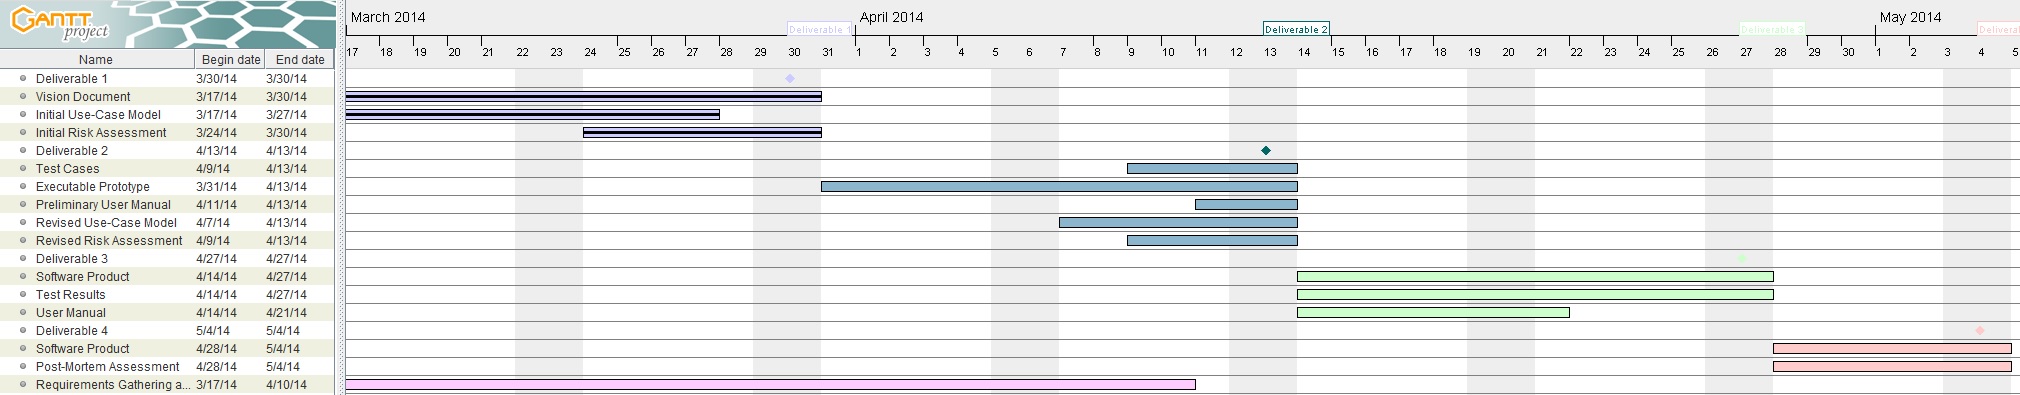 GANTT project
March 2014 April 2014 May 2014
Deliverable 1 Deliverable 2 Deliverable 3 Deliveral
17 18 19 20 21 24 25 26 27 28 29 30 31 1 2 3 4 5 6 7 8 9 10 11 12 13 14 15 16 17 18 19 20 21 22 23 24 25 26 27 28 29 30 1 2 3 4 5
Name Begin date End date
Deliverable 1 3/30/14 3/30/14
Vision Document 3/17/14 3/30/14
Initial Use-Case Model 3/17/14 3/27/14
Initial Risk Assessment 3/24/14 3/30/14
Deliverable 2 4/13/14 4/13/14
Test Cases 4/9/14 4/13/14
Executable Prototype 3/31/14 4/13/14
Preliminary User Manual 4/11/14 4/13/14
Revised Use-Case Model 4/7/14 4/13/14
Revised Risk Assessment 4/9/14 4/13/14
Deliverable 3 4/27/14 4/27/14
Software Product 4/14/14 4/27/14
Test Results 4/14/14 4/27/14
User Manual 4/14/14 4/21/14
Deliverable 4 5/4/14 5/4/14
Software Product 4/28/14 5/4/14
Post-Mortem Assessment 4/28/14 5/4/14
Requirements Gathering a... 3/17/14 4/10/14